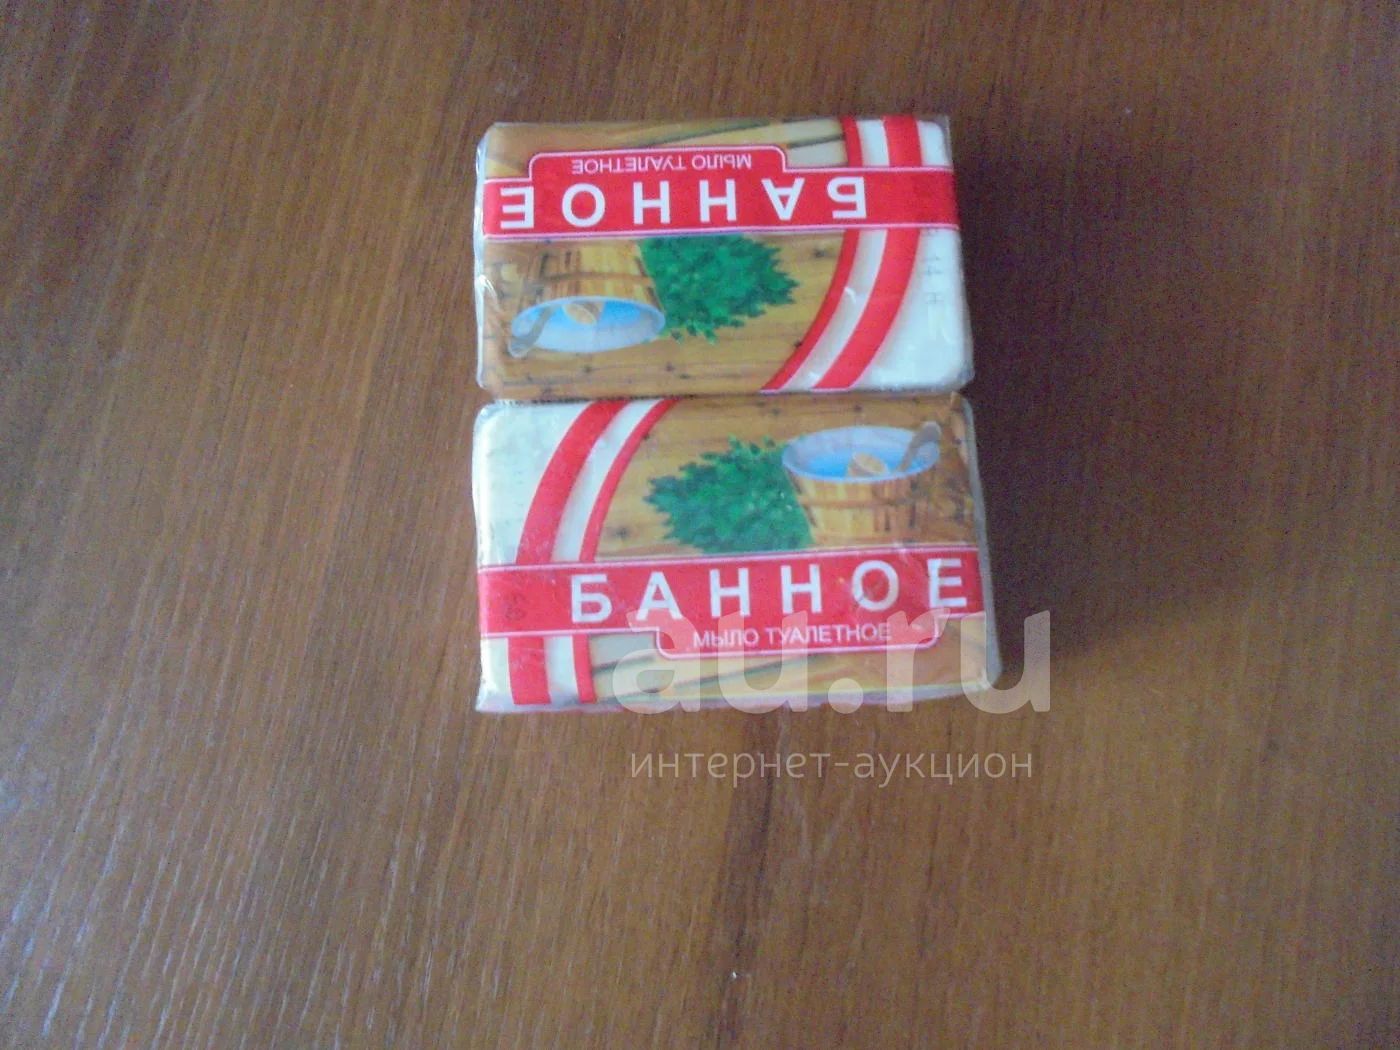 МЫЛО ТУАЛЕТНОЕ
БАННОЕ
БАННОЕ
МЫЛО ТУАЛЕТНОЕ
au.ru
интернет-аукцион